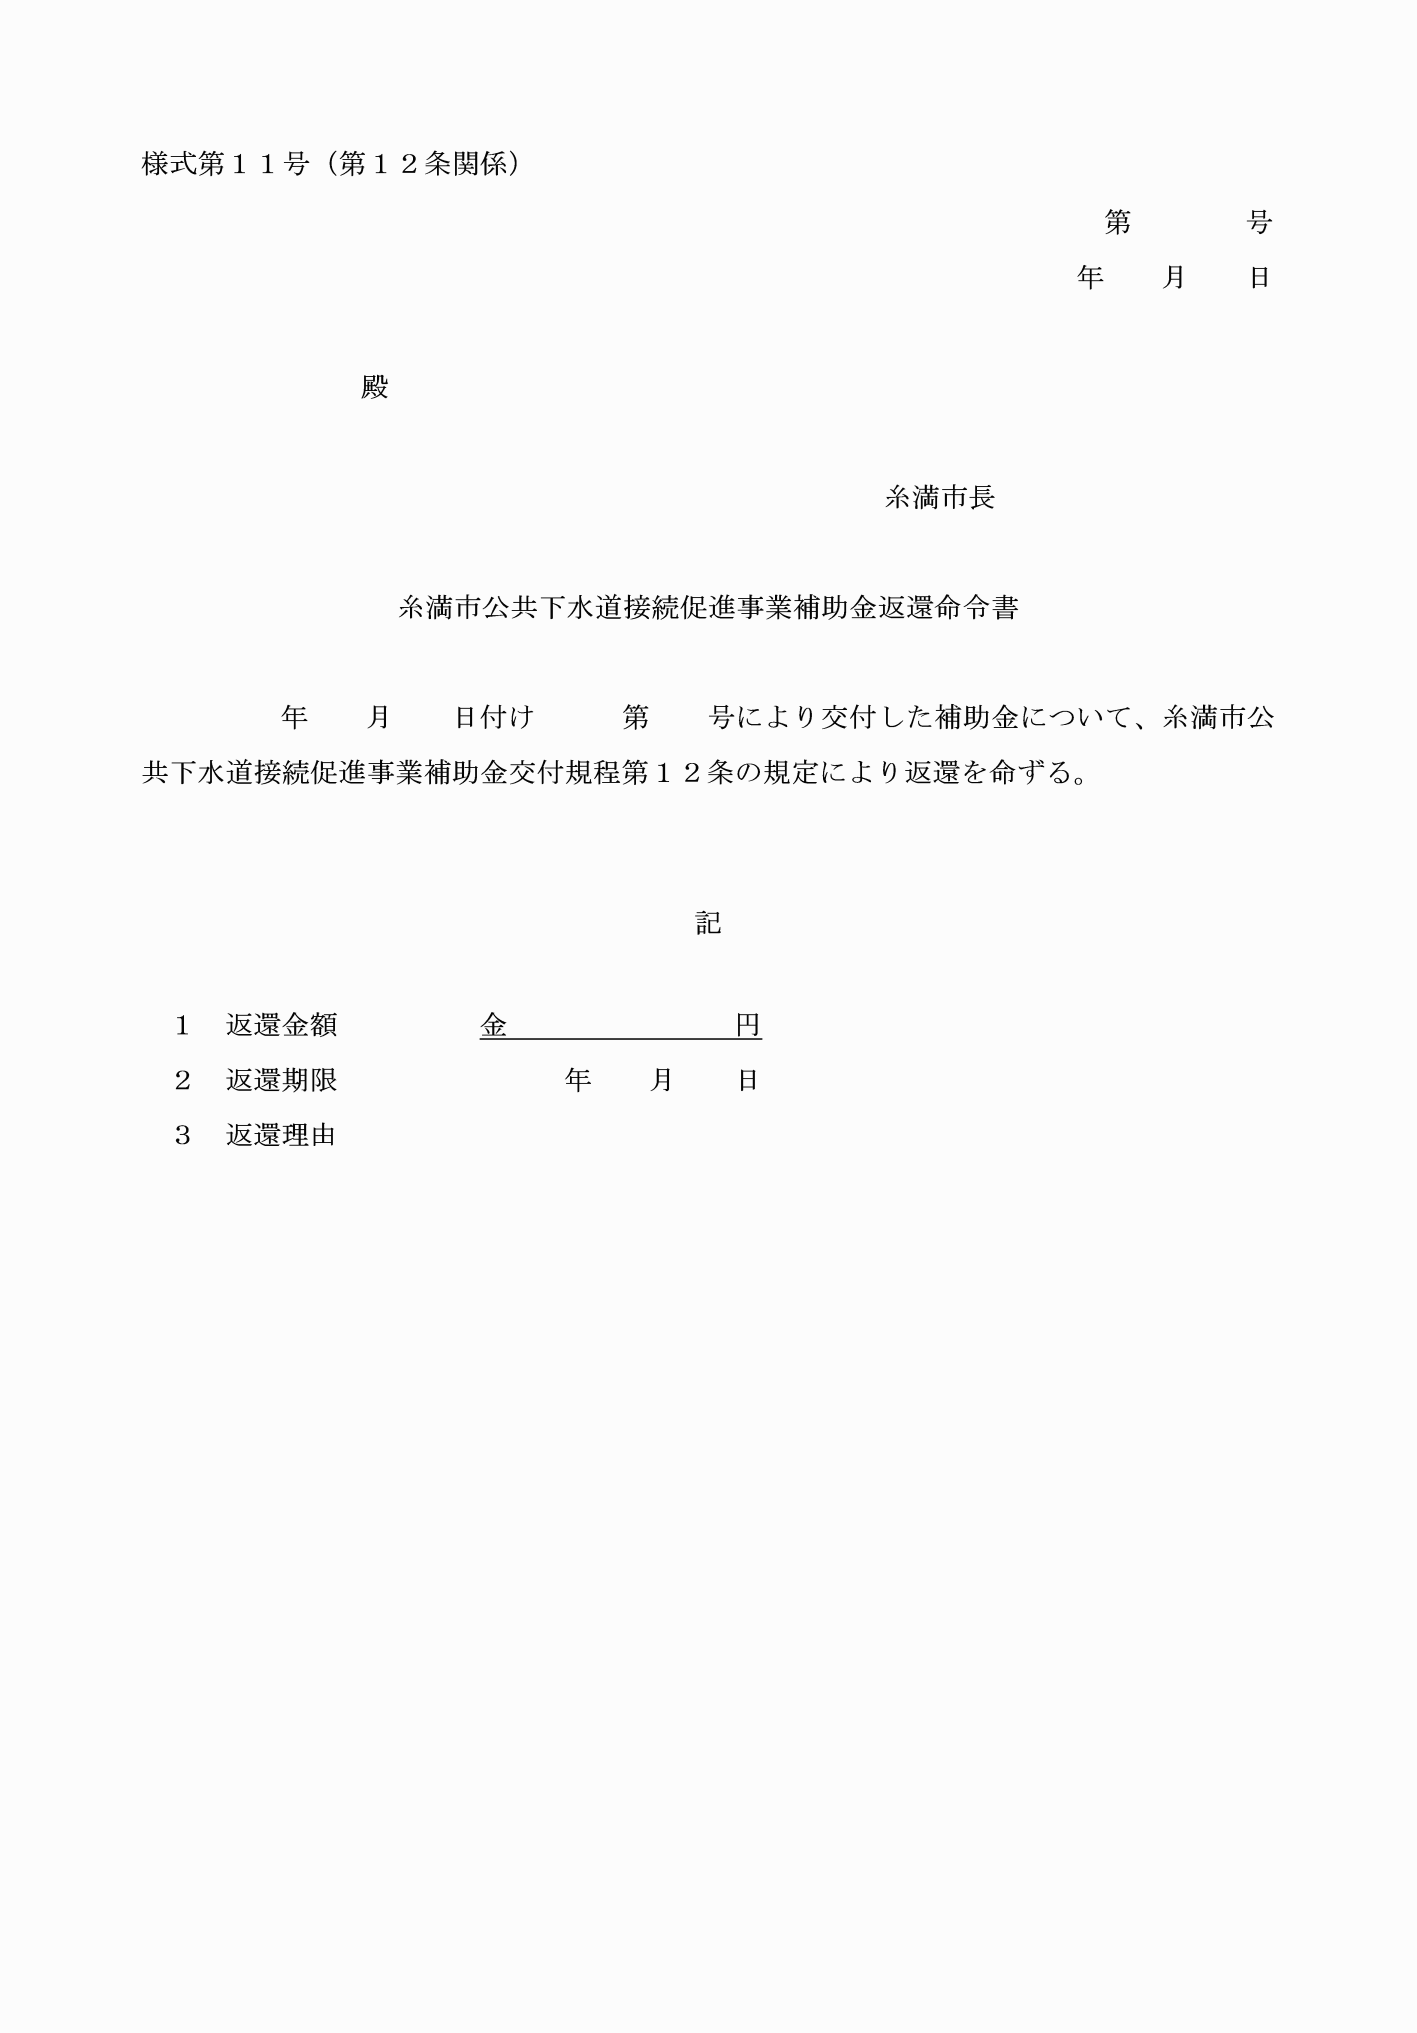 様式第１１号（第１２条関係）
第　　　　号
年　　月　　日
殿
糸満市長
糸満市公共下水道接続促進事業補助金返還命令書
年　　月　　日付け　　　第　　号により交付した補助金について、糸満市公
共下水道接続促進事業補助金交付規程第１２条の規定により返還を命ずる。
記
１　返還金額　　　　　金　　　　　　　　円
２　返還期限　　　　　　　　年　　月　　日
３　返還理由